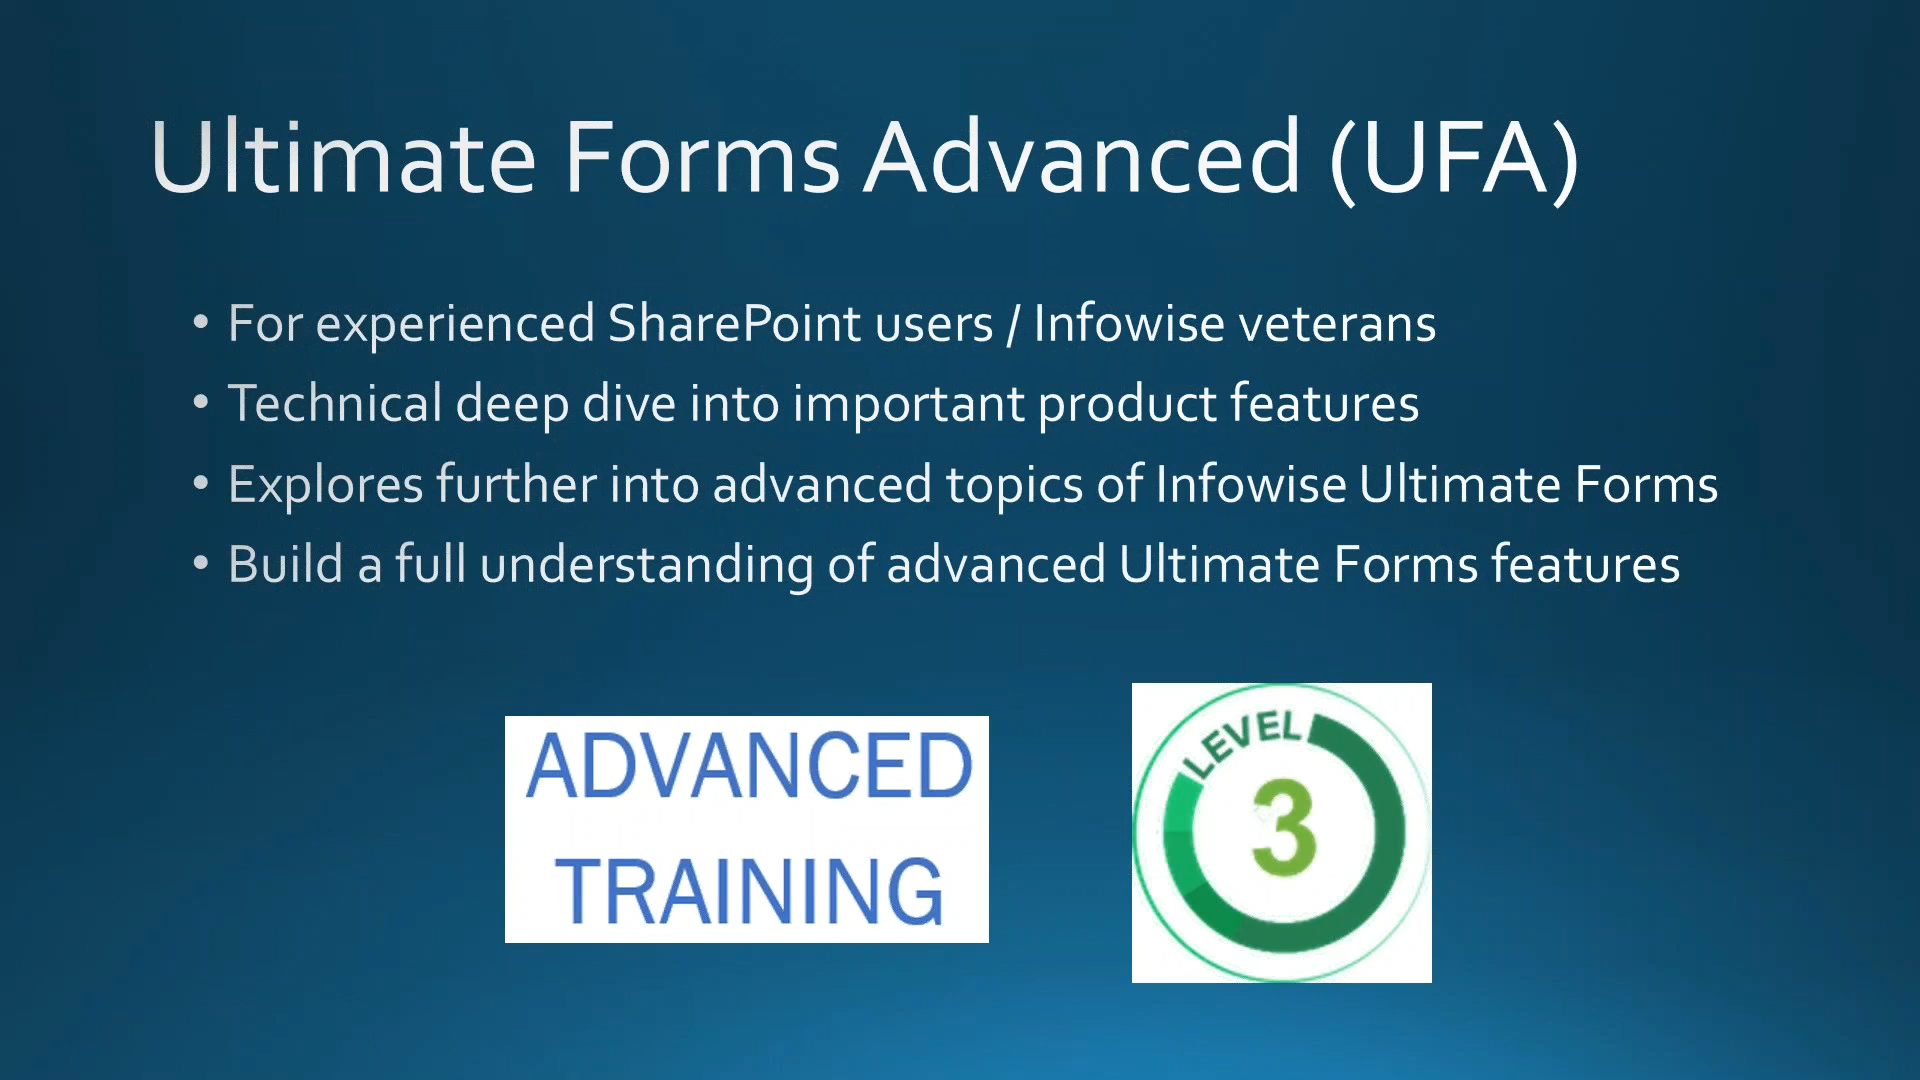 Ultimate Forms Advanced (UFA)
• For experienced SharePoint users / Infowise veterans
• Technical deep dive into important product features
• Explores further into advanced topics of Infowise Ultimate Forms
• Build a full understanding of advanced Ultimate Forms features
ADVANCED
TRAINING
LEVEL
3